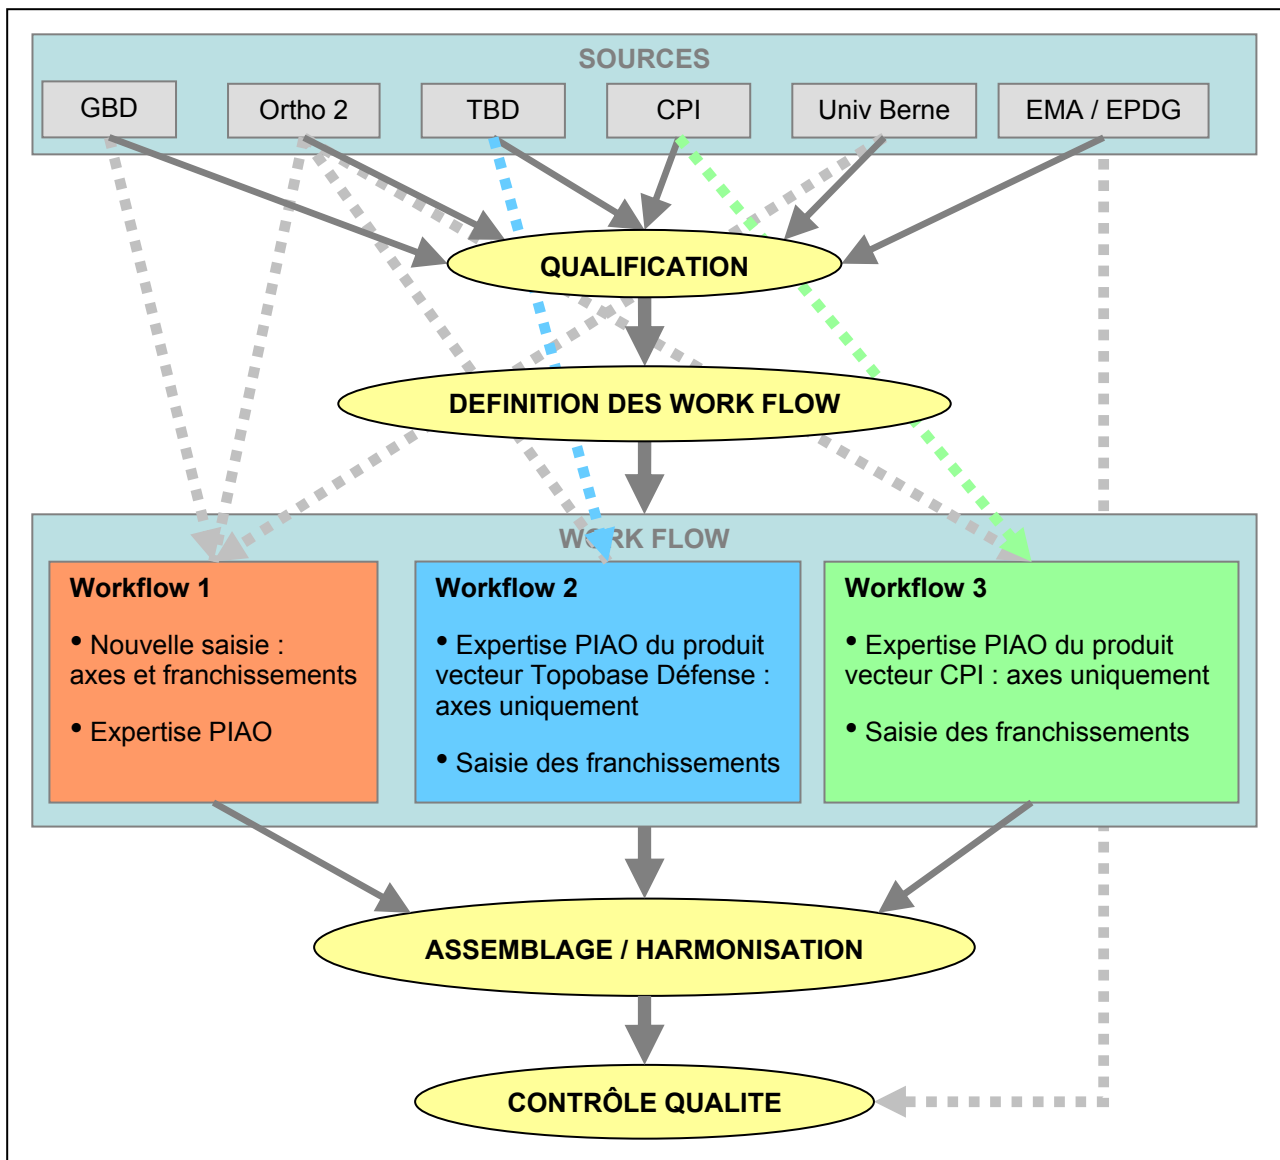 SOURCES
GBD
Ortho 2
TBD
CPI
Univ Berne
EMA / EPDG
QUALIFICATION
DEFINITION DES WORK FLOW
WORK FLOW
Workflow 1
• Nouvelle saisie :
axes et franchissements
• Expertise PIAO
Workflow 2
• Expertise PIAO du produit
vecteur Topobase Défense :
axes uniquement
• Saisie des franchissements
Workflow 3
• Expertise PIAO du produit
vecteur CPI : axes uniquement
• Saisie des franchissements
ASSEMBLAGE / HARMONISATION
CONTRÔLE QUALITE